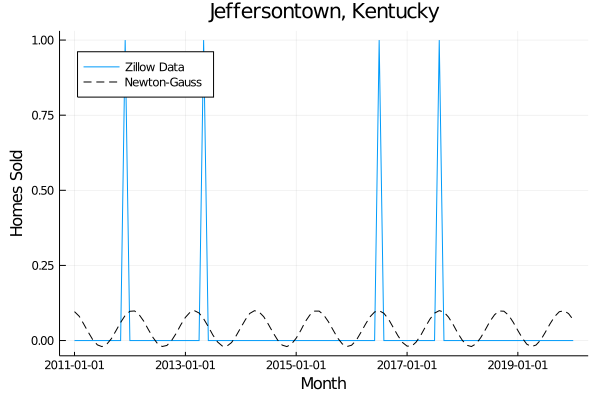 Jeffersontown, Kentucky
1.00
0.75
0.50
0.25
0.00
Homes Sold
Zillow Data
Newton-Gauss
2011-01-01
2013-01-01
2015-01-01
2017-01-01
2019-01-01
Month